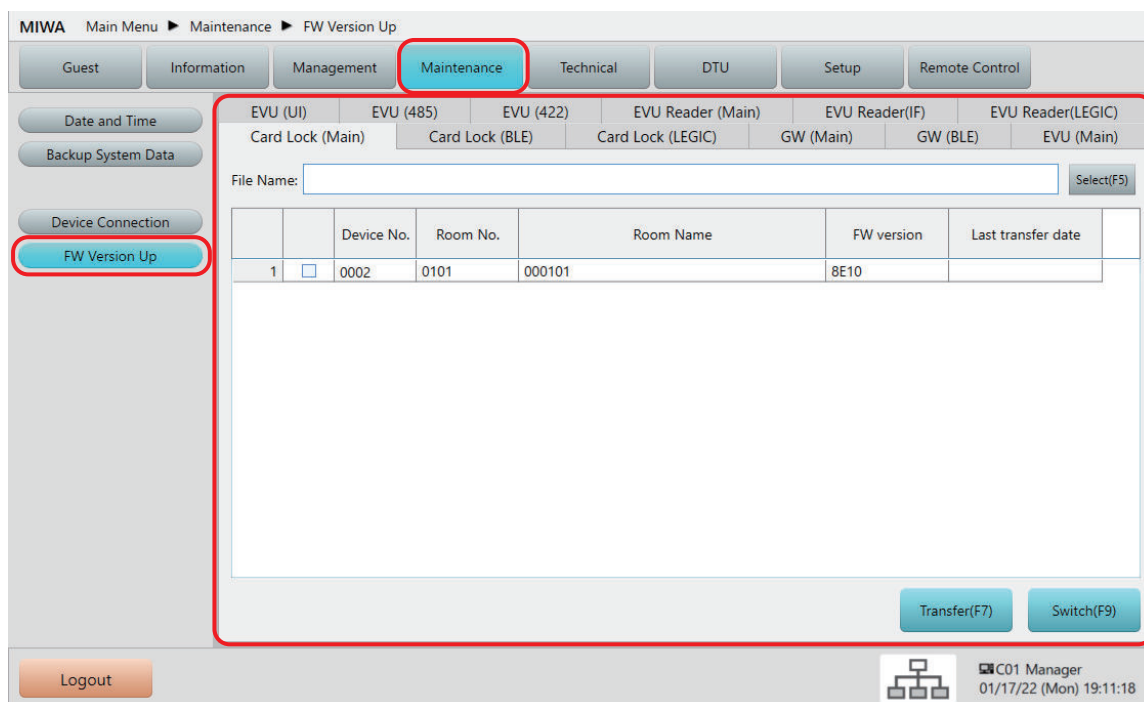 MIWA Main Menu ▶ Maintenance ▶ FW Version Up
Guest Information Management Maintenance Technical DTU Setup Remote Control
Date and Time
Backup System Data
Device Connection
FW Version Up
EVU (UI) EVU (485) EVU (422) EVU Reader (Main) EVU Reader(IF) EVU Reader(LEGIC)
Card Lock (Main) Card Lock (BLE) Card Lock (LEGIC) GW (Main) GW (BLE) EVU (Main)
File Name: Select(F5)
Device No. Room No. Room Name FW version Last transfer date
1 0002 0101 000101 8E10
Transfer(F7) Switch(F9)
Logout
C01 Manager
01/17/22 (Mon) 19:11:18